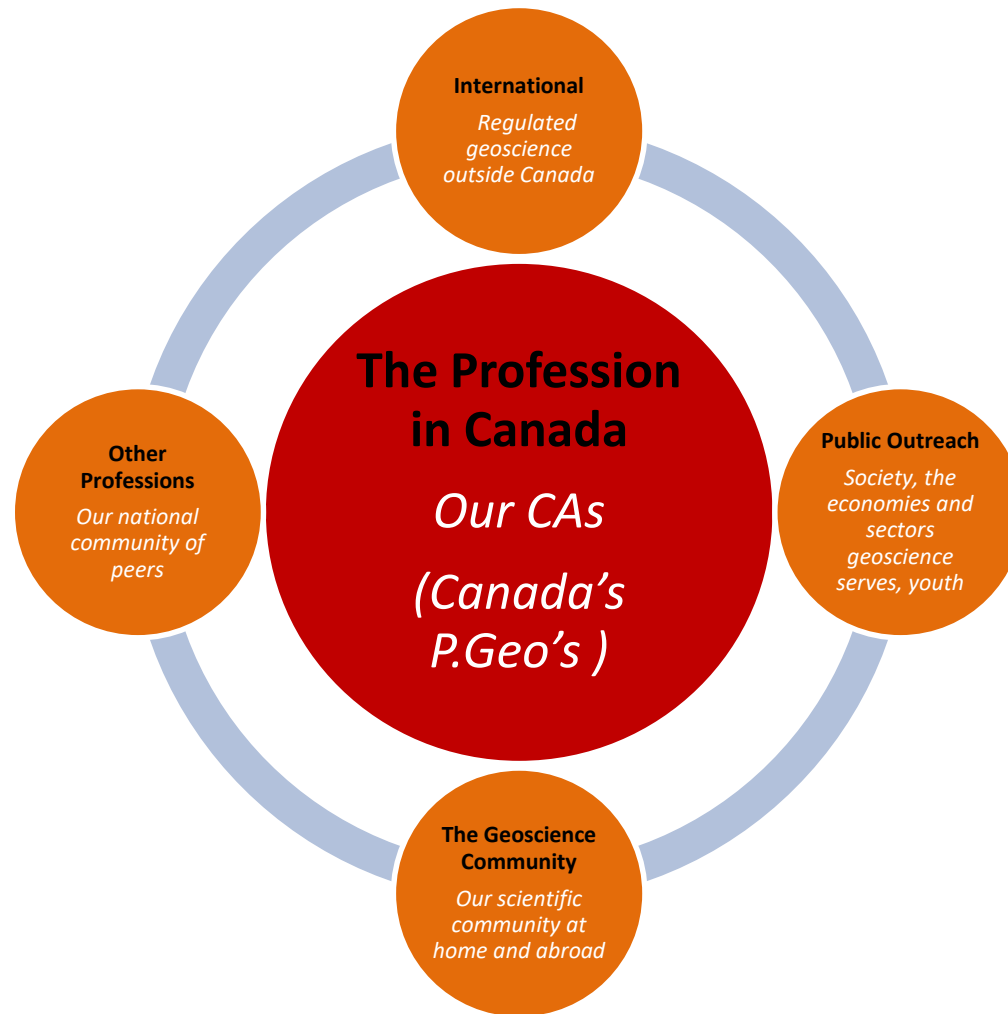 International
Regulated
geoscience
outside Canada
The Profession
in Canada
Our CAs
(Canada’s
P.Geo’s )
Other
Professions
Our national
community of
peers
Public Outreach
Society, the
economies and
sectors
geoscience
serves, youth
The Geoscience
Community
Our scientific
community at
home and abroad